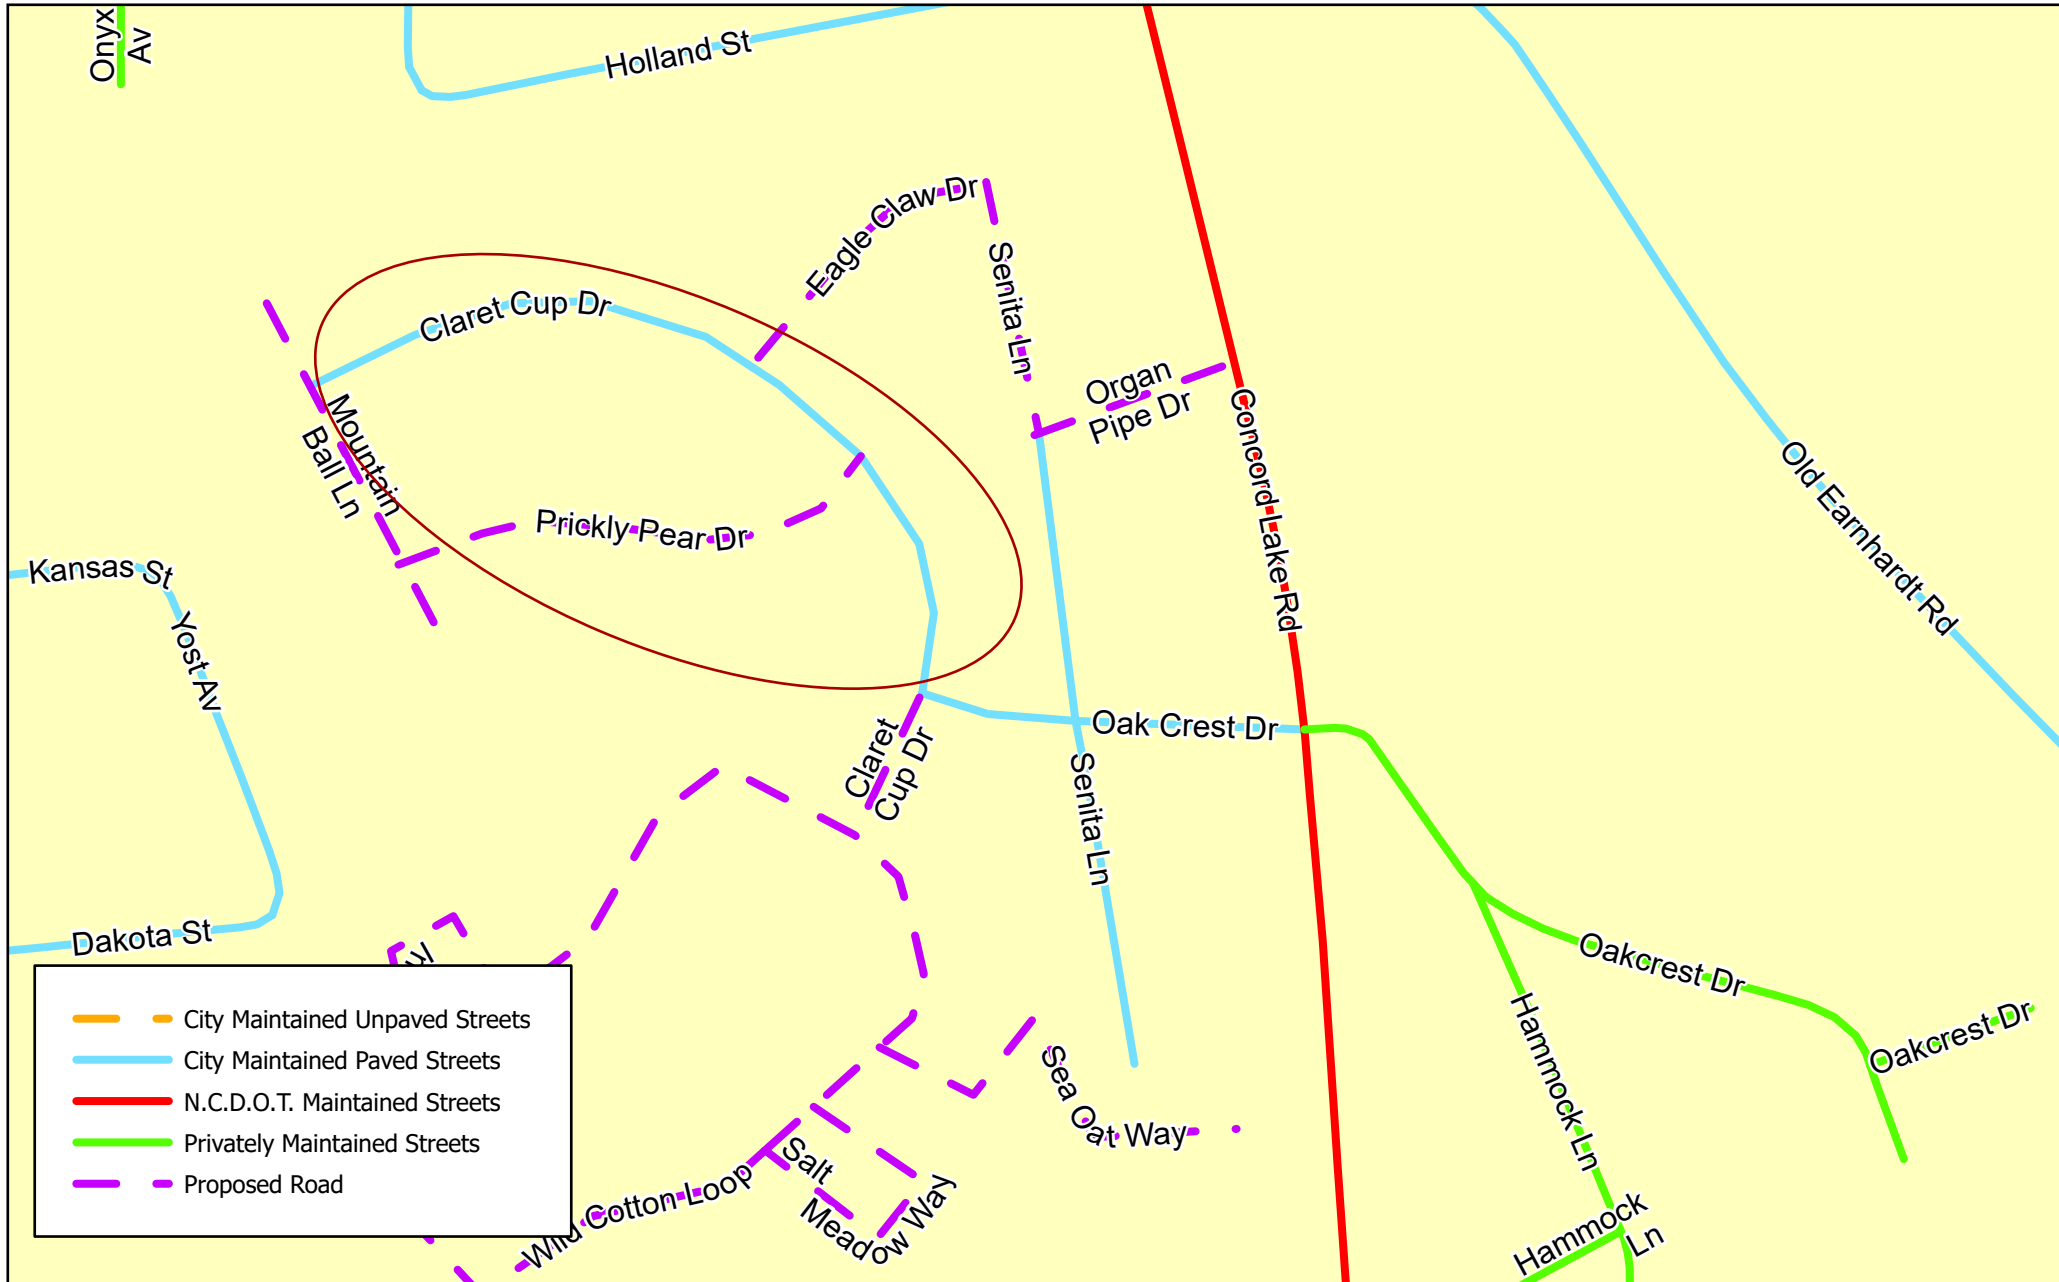 Onyx
Av
Holland St
Eagle Claw Dr
Senita Ln
Claret Cup Dr
Organ
Pipe Dr
Concord Lake Rd
Mountain
Ball Ln
Prickly Pear Dr
Old Earnhardt Rd
Kansas St
Yost Av
Oak Crest Dr
Claret
Cup Dr
Senita Ln
Dakota St
Oakcrest Dr
Oakcrest Dr
Hammock Ln
Sea Oat Way
Salt
Meadow Way
Wild Cotton Loop
Hammock
Ln
City Maintained Unpaved Streets
City Maintained Paved Streets
N.C.D.O.T. Maintained Streets
Privately Maintained Streets
Proposed Road